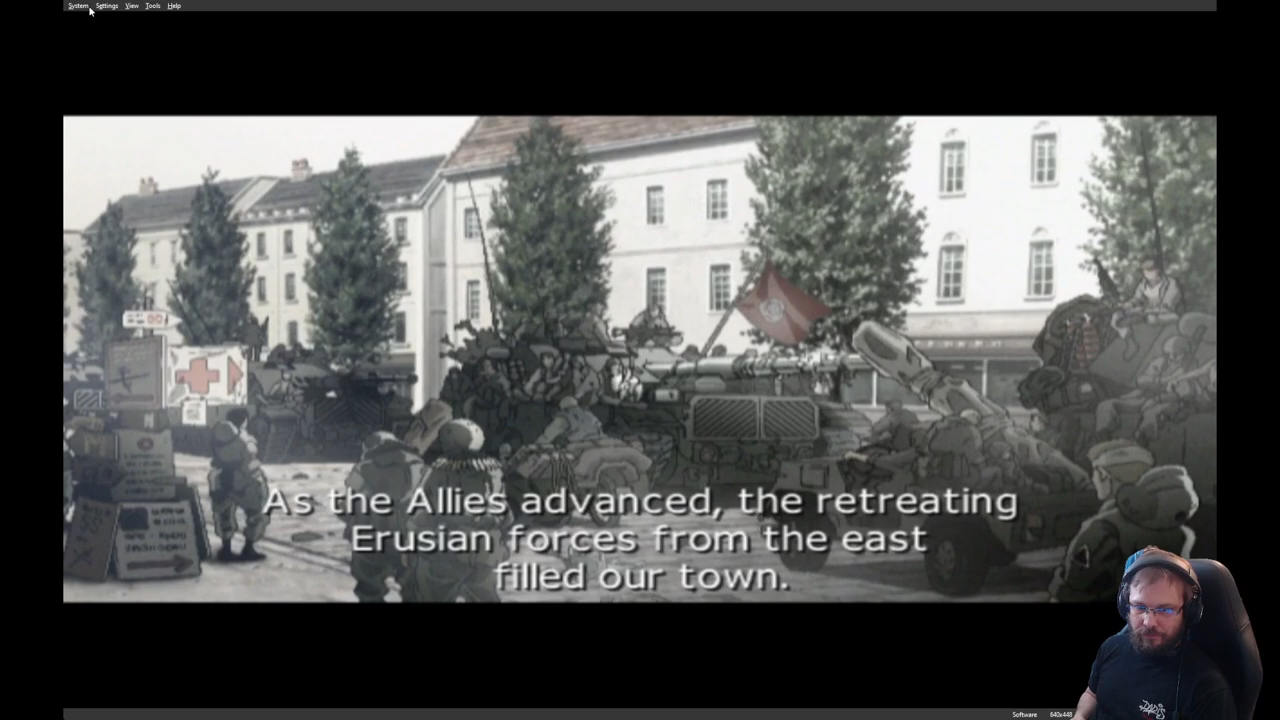 System Settings View Tools Help
As the Allies advanced, the retreating
Erusian forces from the east
filled our town.
Software 640x448